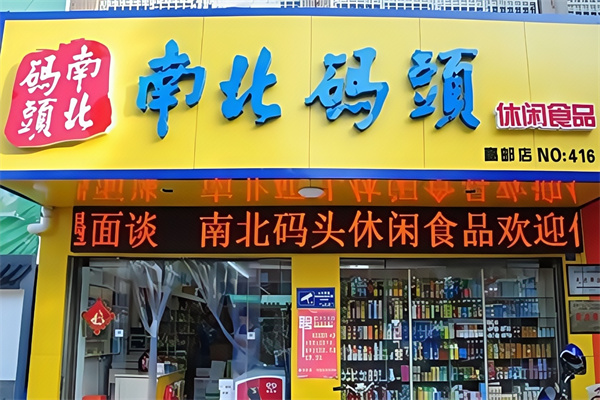 南北
码頭
南北码頭
休闲食品
高邮店 NO:416
面谈 南北码头休闲食品欢迎
聘